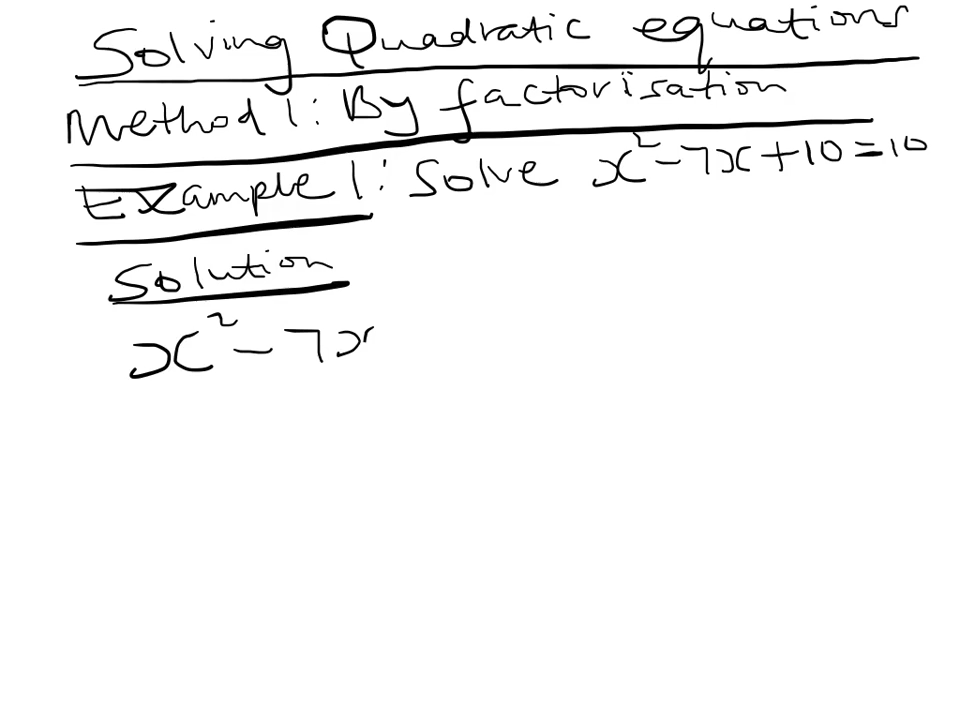 Solving Quadratic equations
Method 1: By factorisation
Example 1: Solve x² - 7x + 10 = 10
Solution
x² - 7x